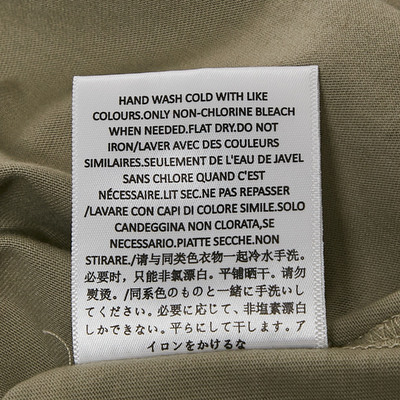 HAND WASH COLD WITH LIKE
COLOURS.ONLY NON-CHLORINE BLEACH
WHEN NEEDED.FLAT DRY.DO NOT
IRON/LAVER AVEC DES COULEURS
SIMILAIRES.SEULEMENT DE L'EAU DE JAVEL
SANS CHLORE QUAND C'EST
NÉCESSAIRE.LIT SEC.NE PAS REPASSER
/LAVARE CON CAPI DI COLORE SIMILE.SOLO
CANDEGGINA NON CLORATA,SE
NECESSARIO.PIATTE SECCHE.NON
STIRARE./请与同类色衣物一起冷水手洗。
必要时，只能非氯漂白。平铺晒干。请勿
熨烫。/同系色のものと一緒に手洗いし
てください。必要に応じて、非塩素漂白
しかできない。平らにして干します。ア
イロンをかけるな